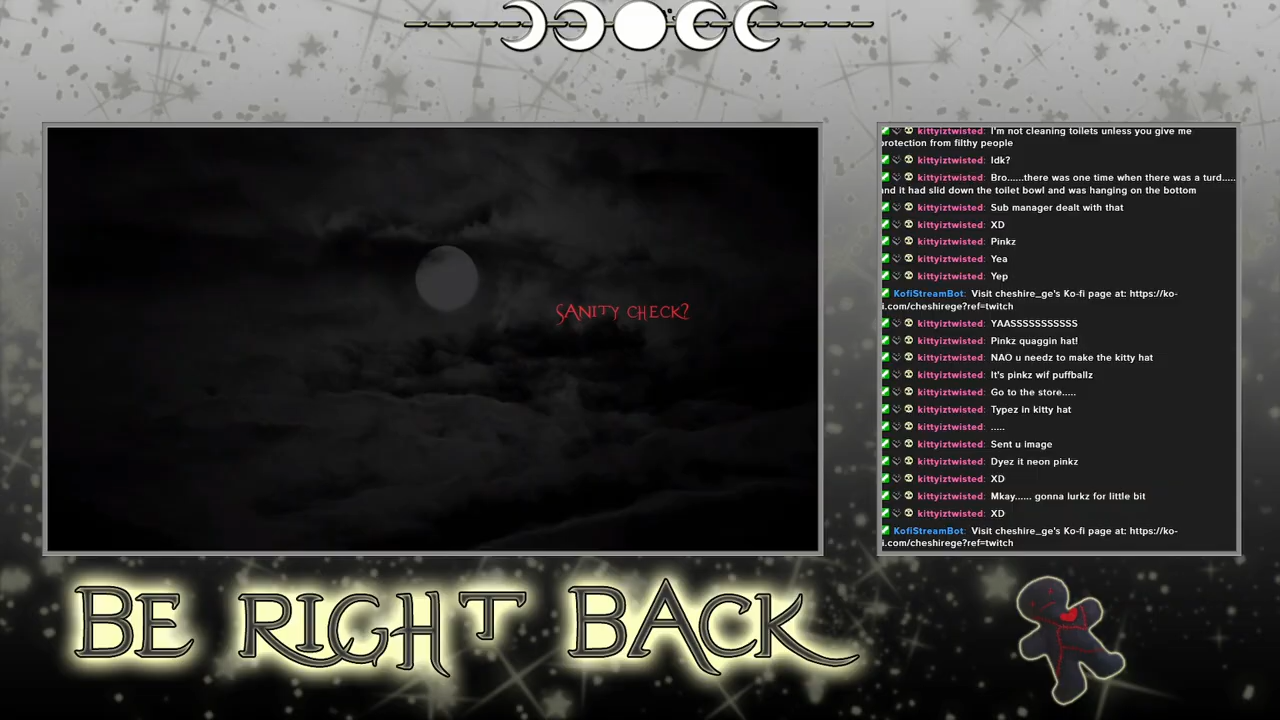 SANITY CHECK?
kittyiztwisted: I'm not cleaning toilets unless you give me
protection from filthy people
kittyiztwisted: Idk?
kittyiztwisted: Bro......there was one time when there was a turd.....
and it had slid down the toilet bowl and was hanging on the bottom
kittyiztwisted: Sub manager dealt with that
kittyiztwisted: XD
kittyiztwisted: Pinkz
kittyiztwisted: Yea
kittyiztwisted: Yep
KofiStreamBot: Visit cheshire_ge's Ko-fi page at: https://ko-
fi.com/cheshirege?ref=twitch
kittyiztwisted: YAASSSSSSSSSSS
kittyiztwisted: Pinkz quaggin hat!
kittyiztwisted: NAO u needz to make the kitty hat
kittyiztwisted: It's pinkz wif puffballz
kittyiztwisted: Go to the store.....
kittyiztwisted: Typez in kitty hat
kittyiztwisted: .....
kittyiztwisted: Sent u image
kittyiztwisted: Dyez it neon pinkz
kittyiztwisted: XD
kittyiztwisted: Mkay...... gonna lurkz for little bit
kittyiztwisted: XD
KofiStreamBot: Visit cheshire_ge's Ko-fi page at: https://ko-
fi.com/cheshirege?ref=twitch
BE RIGHT BACK